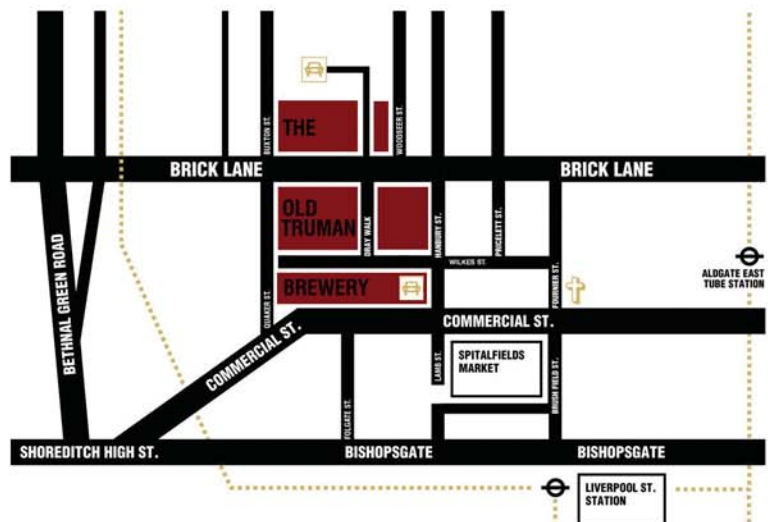 THE
BUXTON ST.
WOODSEER ST.
BRICK LANE
BRICK LANE
OLD
TRUMAN
DRAY WALK
HANBURY ST.
PRICELETT ST.
WILKES ST.
FOURNIER ST.
ALDGATE EAST
TUBE STATION
BETHNAL GREEN ROAD
QUAKER ST.
BREWERY
COMMERCIAL ST.
COMMERCIAL ST.
SPITALFIELDS
MARKET
LAMB ST.
BRUSH FIELD ST.
FOLGATE ST.
SHOREDITCH HIGH ST.
BISHOPSGATE
BISHOPSGATE
LIVERPOOL ST.
STATION